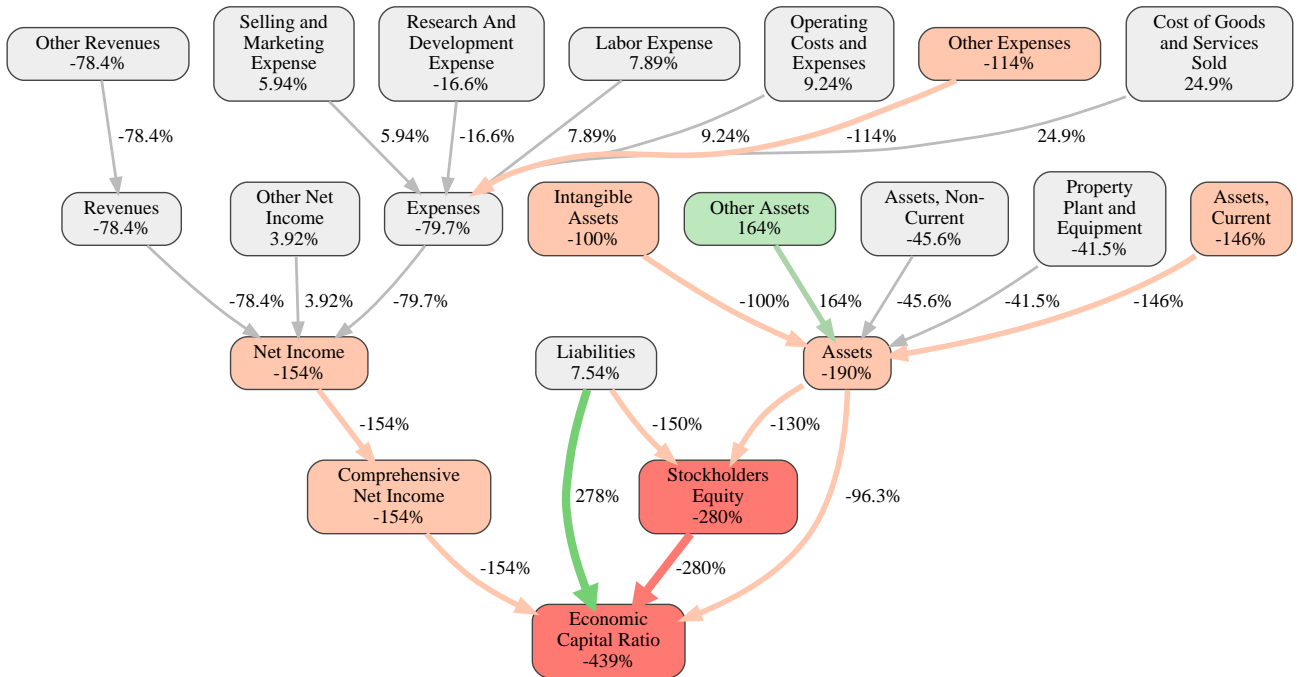 Other Revenues
-78.4%
Selling and
Marketing
Expense
5.94%
Research And
Development
Expense
-16.6%
Labor Expense
7.89%
Operating
Costs and
Expenses
9.24%
Other Expenses
-114%
Cost of Goods
and Services
Sold
24.9%
-78.4%
5.94%
-16.6%
7.89%
9.24%
-114%
24.9%
Revenues
-78.4%
Other Net
Income
3.92%
Expenses
-79.7%
Intangible
Assets
-100%
Other Assets
164%
Assets, Non-
Current
-45.6%
Property
Plant and
Equipment
-41.5%
Assets,
Current
-146%
-78.4%
3.92%
-79.7%
-100%
164%
-45.6%
-41.5%
-146%
Net Income
-154%
Liabilities
7.54%
Assets
-190%
-154%
-150%
-130%
Comprehensive
Net Income
-154%
278%
Stockholders
Equity
-280%
-96.3%
-154%
-280%
Economic
Capital Ratio
-439%